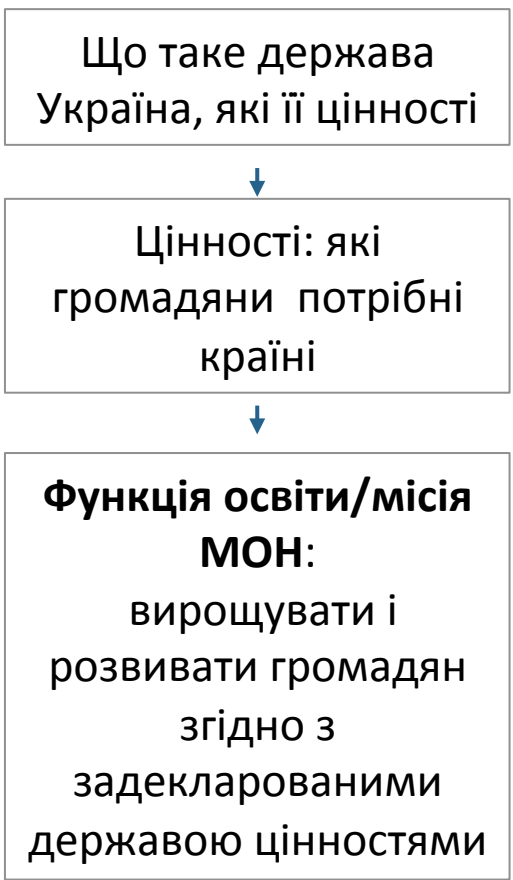 Що таке держава
Україна, які її цінності
Цінності: які
громадяни потрібні
країні
Функція освіти/місія
МОН:
вирощувати і
розвивати громадян
згідно з
задекларованими
державою цінностями